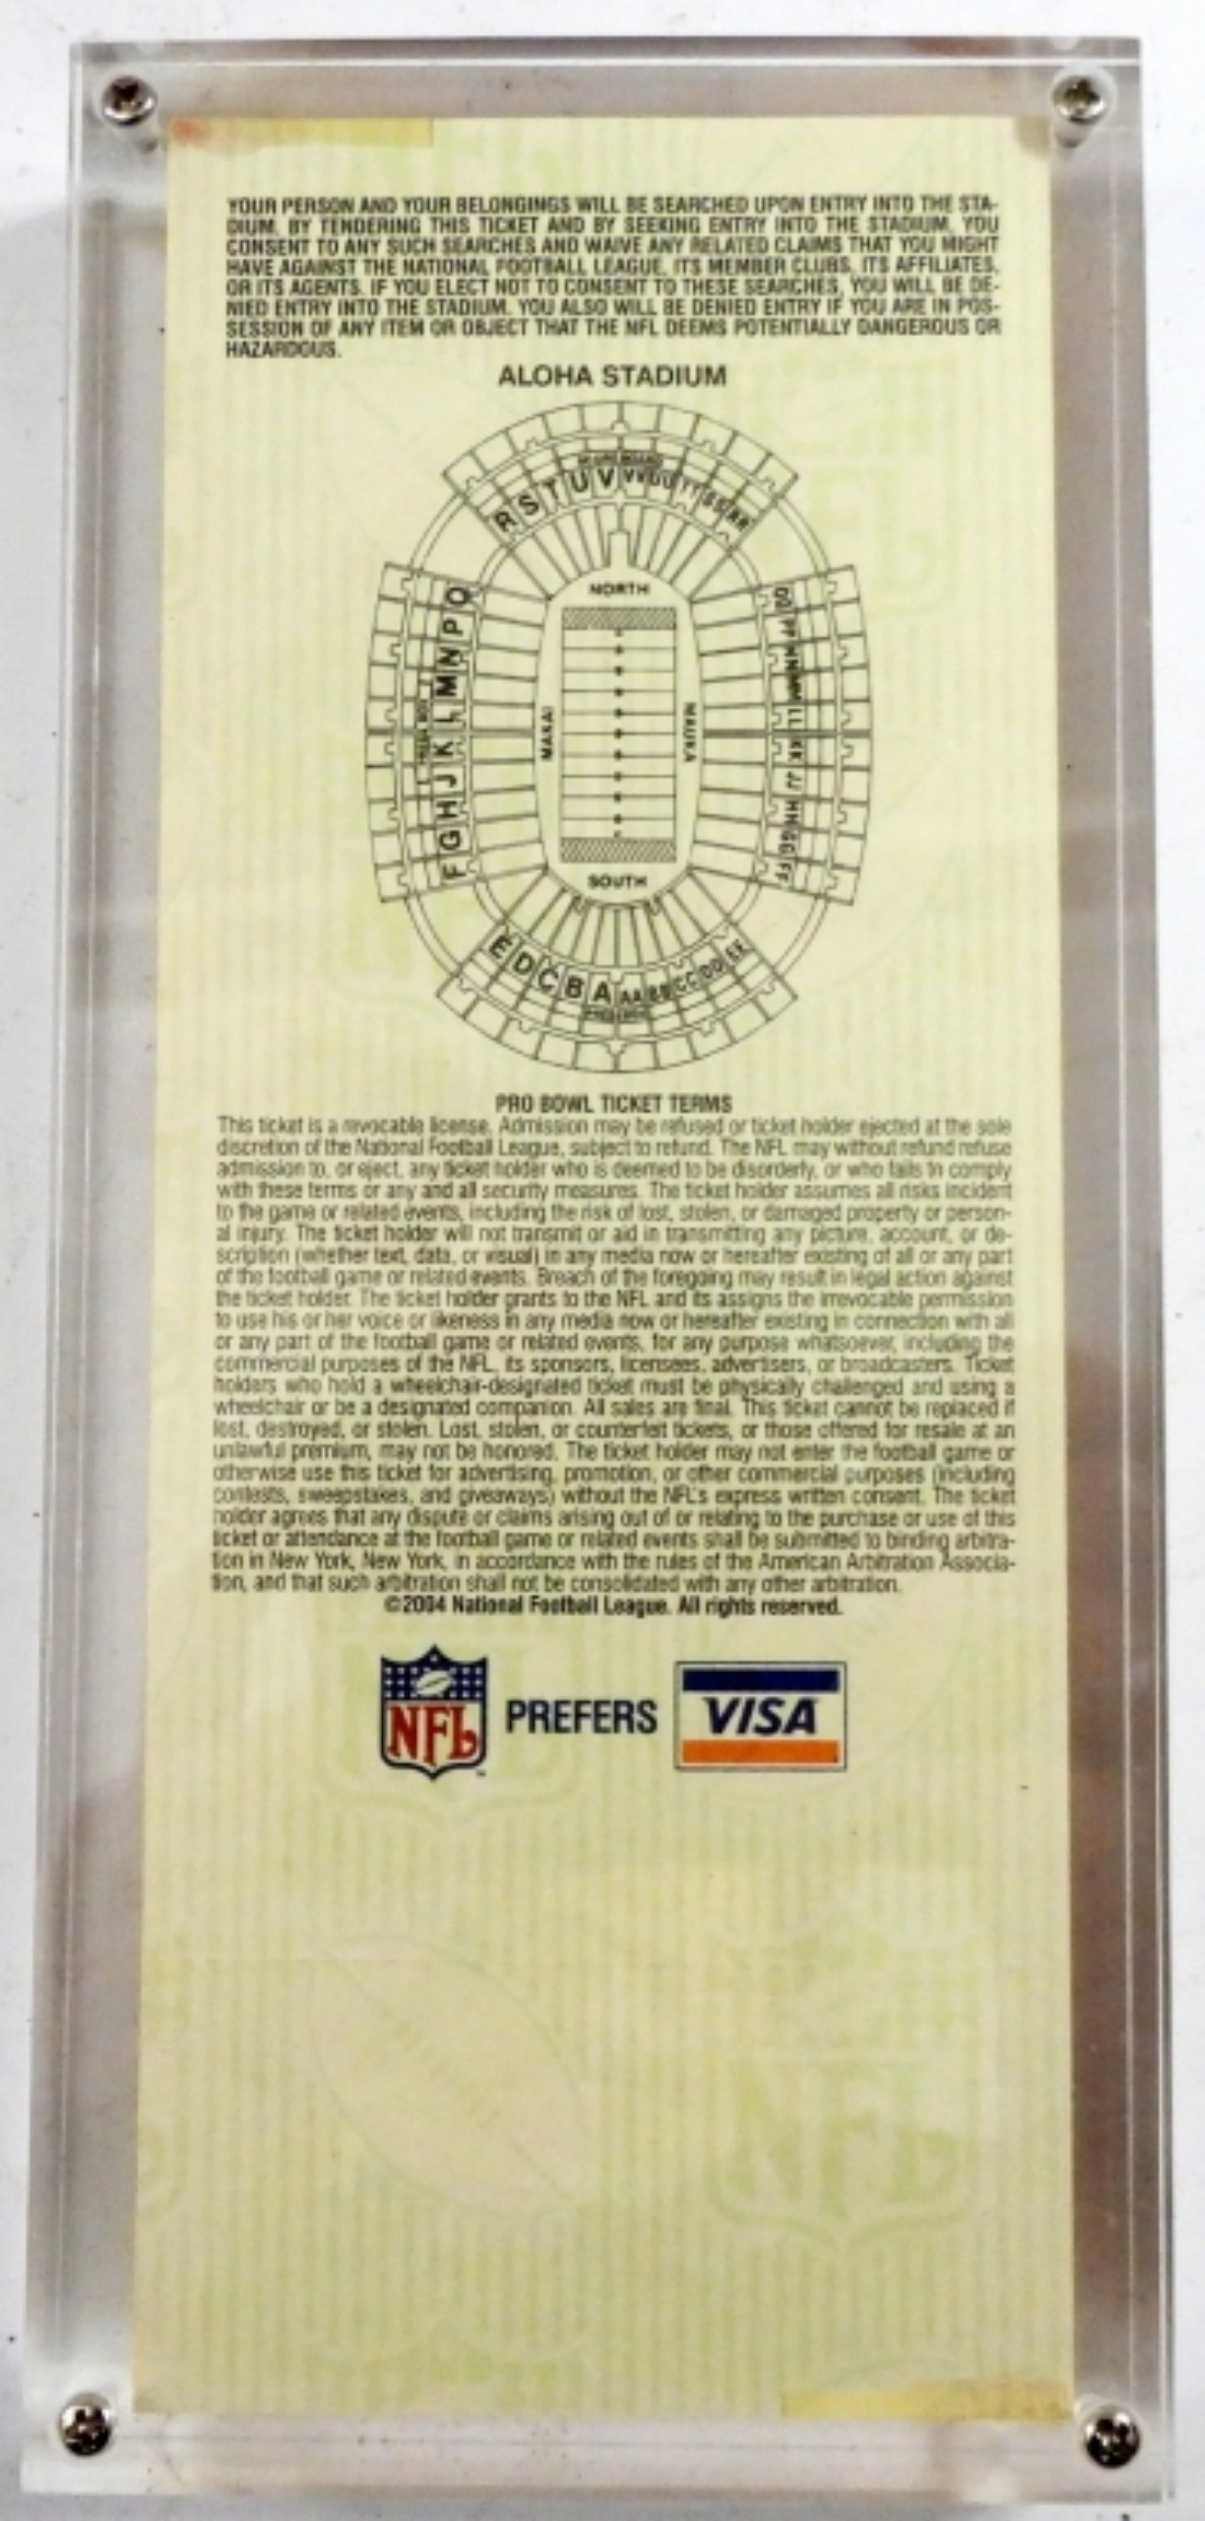 YOUR PERSON AND YOUR BELONGINGS WILL BE SEARCHED UPON ENTRY INTO THE STA-
DIUM. BY TENDERING THIS TICKET AND BY SEEKING ENTRY INTO THE STADIUM, YOU
CONSENT TO ANY SUCH SEARCHES AND WAIVE ANY RELATED CLAIMS THAT YOU MIGHT
HAVE AGAINST THE NATIONAL FOOTBALL LEAGUE, ITS MEMBER CLUBS, ITS AFFILIATES,
OR ITS AGENTS. IF YOU ELECT NOT TO CONSENT TO THESE SEARCHES, YOU WILL BE DE-
NIED ENTRY INTO THE STADIUM. YOU ALSO WILL BE DENIED ENTRY IF YOU ARE IN POS-
SESSION OF ANY ITEM OR OBJECT THAT THE NFL DEEMS POTENTIALLY DANGEROUS OR
HAZARDOUS.
ALOHA STADIUM
R S T U V VV UU TT SS RR
NORTH
Q P N M L K J H G F
MAKAI
MAUKA
QQ PP NN MM LL KK JJ HH GG FF
SOUTH
E D C B A AA BB CC DD EE
PRO BOWL TICKET TERMS
This ticket is a revocable license. Admission may be refused or ticket holder ejected at the sole
discretion of the National Football League, subject to refund. The NFL may without refund refuse
admission to, or eject, any ticket holder who is deemed to be disorderly, or who fails to comply
with these terms or any and all security measures. The ticket holder assumes all risks incident
to the game or related events, including the risk of lost, stolen, or damaged property or person-
al injury. The ticket holder will not transmit or aid in transmitting any picture, account, or de-
scription (whether text, data, or visual) in any media now or hereafter existing of all or any part
of the football game or related events. Breach of the foregoing may result in legal action against
the ticket holder. The ticket holder grants to the NFL and its assigns the irrevocable permission
to use his or her voice or likeness in any media now or hereafter existing in connection with all
or any part of the football game or related events, for any purpose whatsoever, including the
commercial purposes of the NFL, its sponsors, licensees, advertisers, or broadcasters. Ticket
holders who hold a wheelchair-designated ticket must be physically challenged and using a
wheelchair or be a designated companion. All sales are final. This ticket cannot be replaced if
lost, destroyed, or stolen. Lost, stolen, or counterfeit tickets, or those offered for resale at an
unlawful premium, may not be honored. The ticket holder may not enter the football game or
otherwise use this ticket for advertising, promotion, or other commercial purposes (including
contests, sweepstakes, and giveaways) without the NFL's express written consent. The ticket
holder agrees that any dispute or claims arising out of or relating to the purchase or use of this
ticket or attendance at the football game or related events shall be submitted to binding arbitra-
tion in New York, New York, in accordance with the rules of the American Arbitration Associa-
tion, and that such arbitration shall not be consolidated with any other arbitration.
©2004 National Football League. All rights reserved.
NFL PREFERS VISA
NFL